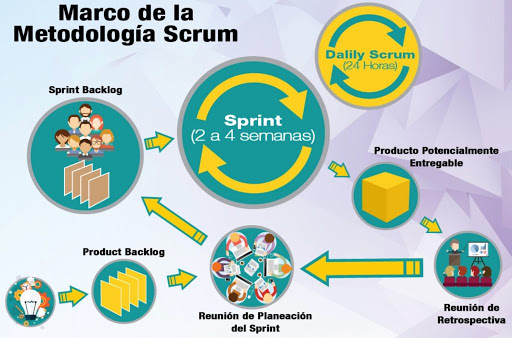 Marco de la
Metodología Scrum
Dalily Scrum
(24 Horas)
Sprint Backlog
Sprint
(2 a 4 semanas)
Producto Potencialmente
Entregable
Product Backlog
Reunión de Planeación
del Sprint
Reunión de
Retrospectiva